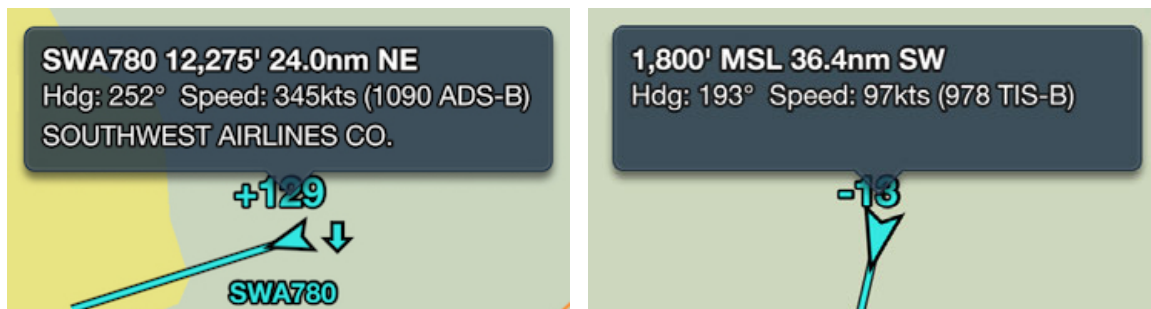 SWA780 12,275' 24.0nm NE
Hdg: 252° Speed: 345kts (1090 ADS-B)
SOUTHWEST AIRLINES CO.
+129
SWA780
1,800' MSL 36.4nm SW
Hdg: 193° Speed: 97kts (978 TIS-B)
-13